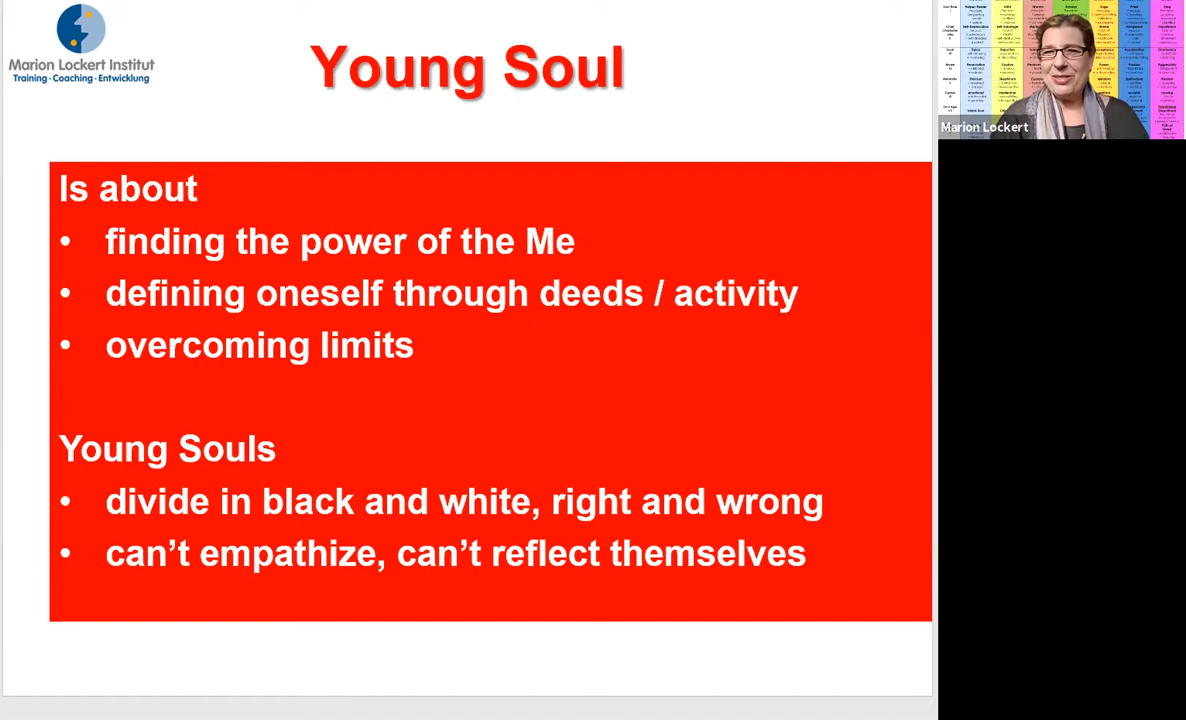 Marion Lockert Institut
Training · Coaching · Entwicklung
Young Soul
Is about
• finding the power of the Me
• defining oneself through deeds / activity
• overcoming limits
Young Souls
• divide in black and white, right and wrong
• can’t empathize, can’t reflect themselves
Marion Lockert